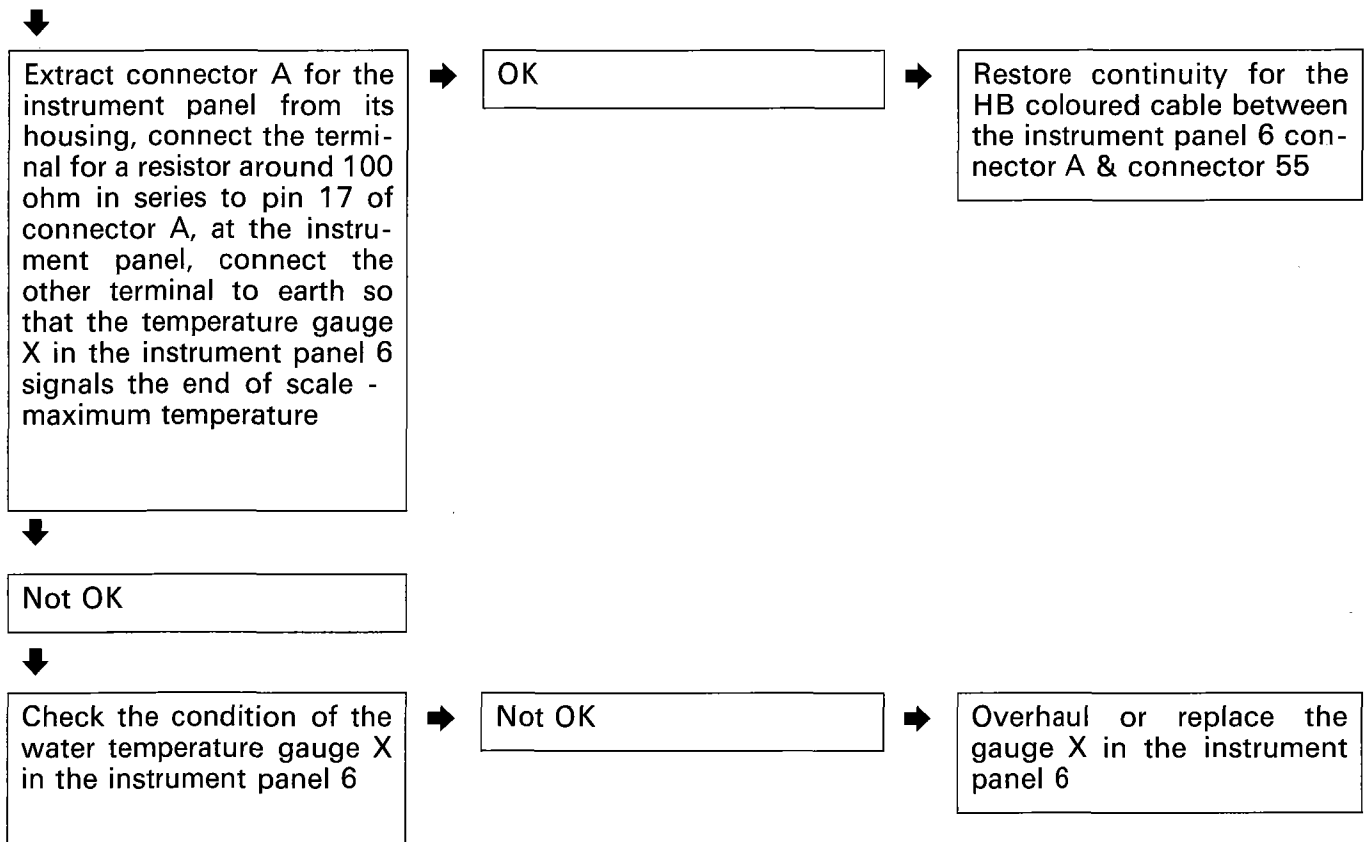 Extract connector A for the
instrument panel from its
housing, connect the termi-
nal for a resistor around 100
ohm in series to pin 17 of
connector A, at the instru-
ment panel, connect the
other terminal to earth so
that the temperature gauge
X in the instrument panel 6
signals the end of scale -
maximum temperature
OK
Restore continuity for the
HB coloured cable between
the instrument panel 6 con-
nector A & connector 55
Not OK
Check the condition of the
water temperature gauge X
in the instrument panel 6
Not OK
Overhaul or replace the
gauge X in the instrument
panel 6